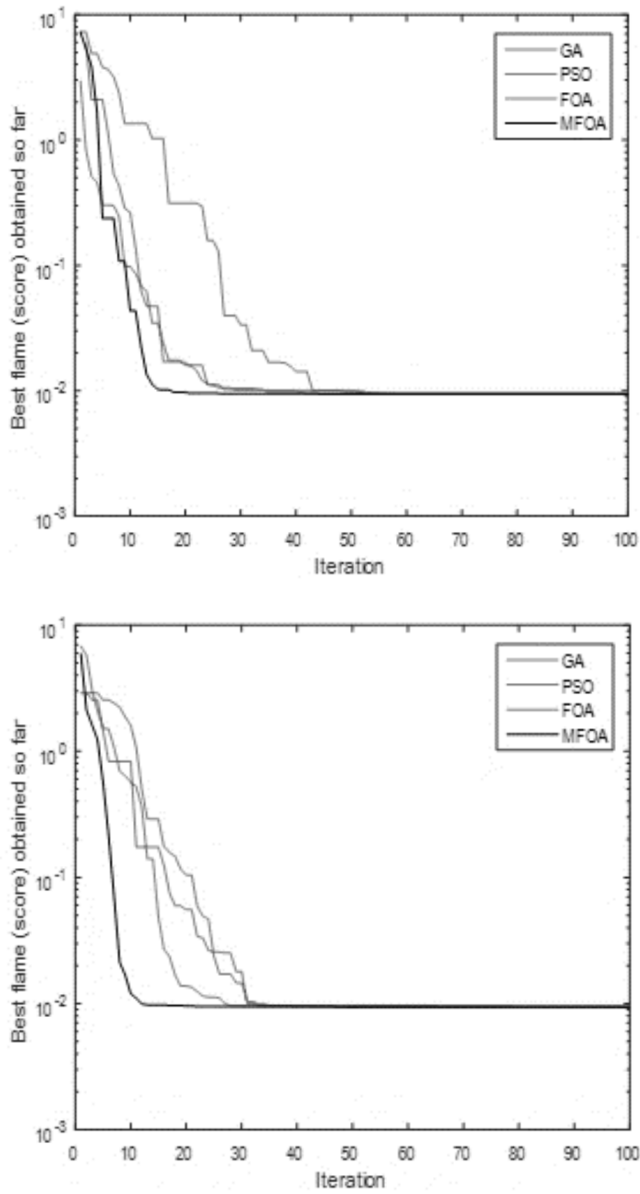 Best flame (score) obtained so far
10^1
10^0
10^-1
10^-2
10^-3
GA
PSO
FOA
MFOA
0 10 20 30 40 50 60 70 80 90 100
Iteration
Best flame (score) obtained so far
10^1
10^0
10^-1
10^-2
10^-3
GA
PSO
FOA
MFOA
0 10 20 30 40 50 60 70 80 90 100
Iteration